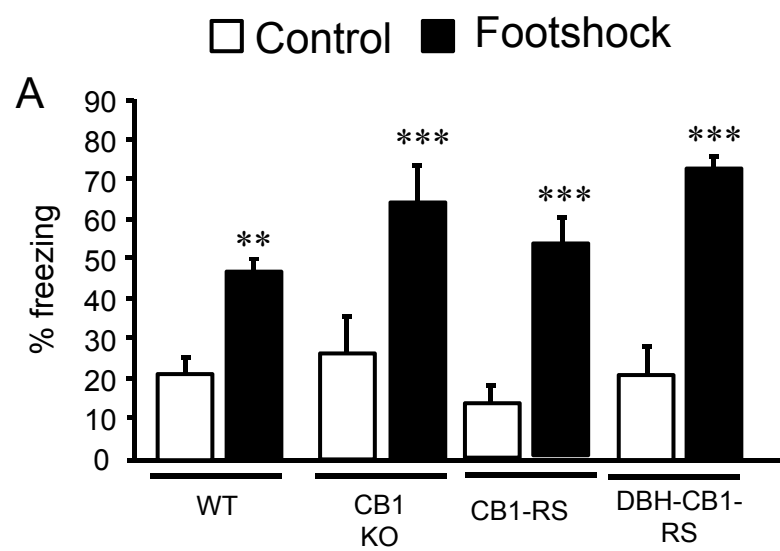 Control Footshock
A
90
80
70
60
50
40
30
20
10
0
% freezing
**
***
***
***
WT
CB1
KO
CB1-RS
DBH-CB1-
RS